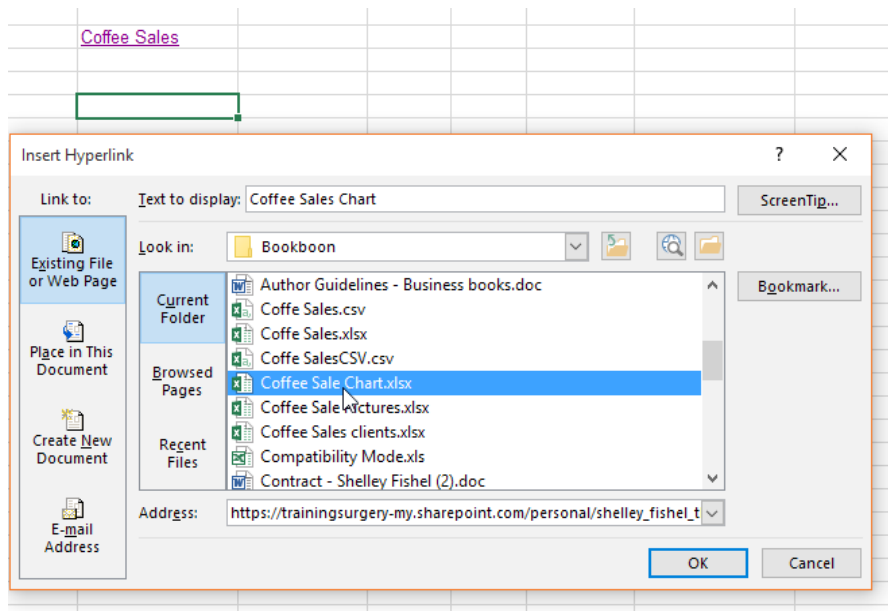 Coffee Sales
Insert Hyperlink
?
Link to:
Text to display:
Coffee Sales Chart
ScreenTip...
Existing File
or Web Page
Look in:
Bookboon
Current
Folder
Author Guidelines - Business books.doc
Bookmark...
Coffe Sales.csv
Coffe Sales.xlsx
Place in This
Document
Browsed
Pages
Coffe SalesCSV.csv
Coffee Sale Chart.xlsx
Coffee Sale
Create New
Document
Recent
Files
Coffee Sales clients.xlsx
Compatibility Mode.xls
Contract - Shelley Fishel (2).doc
E-mail
Address
Address:
https://trainingsurgery-my.sharepoint.com/personal/shelley_fishel_t
OK
Cancel